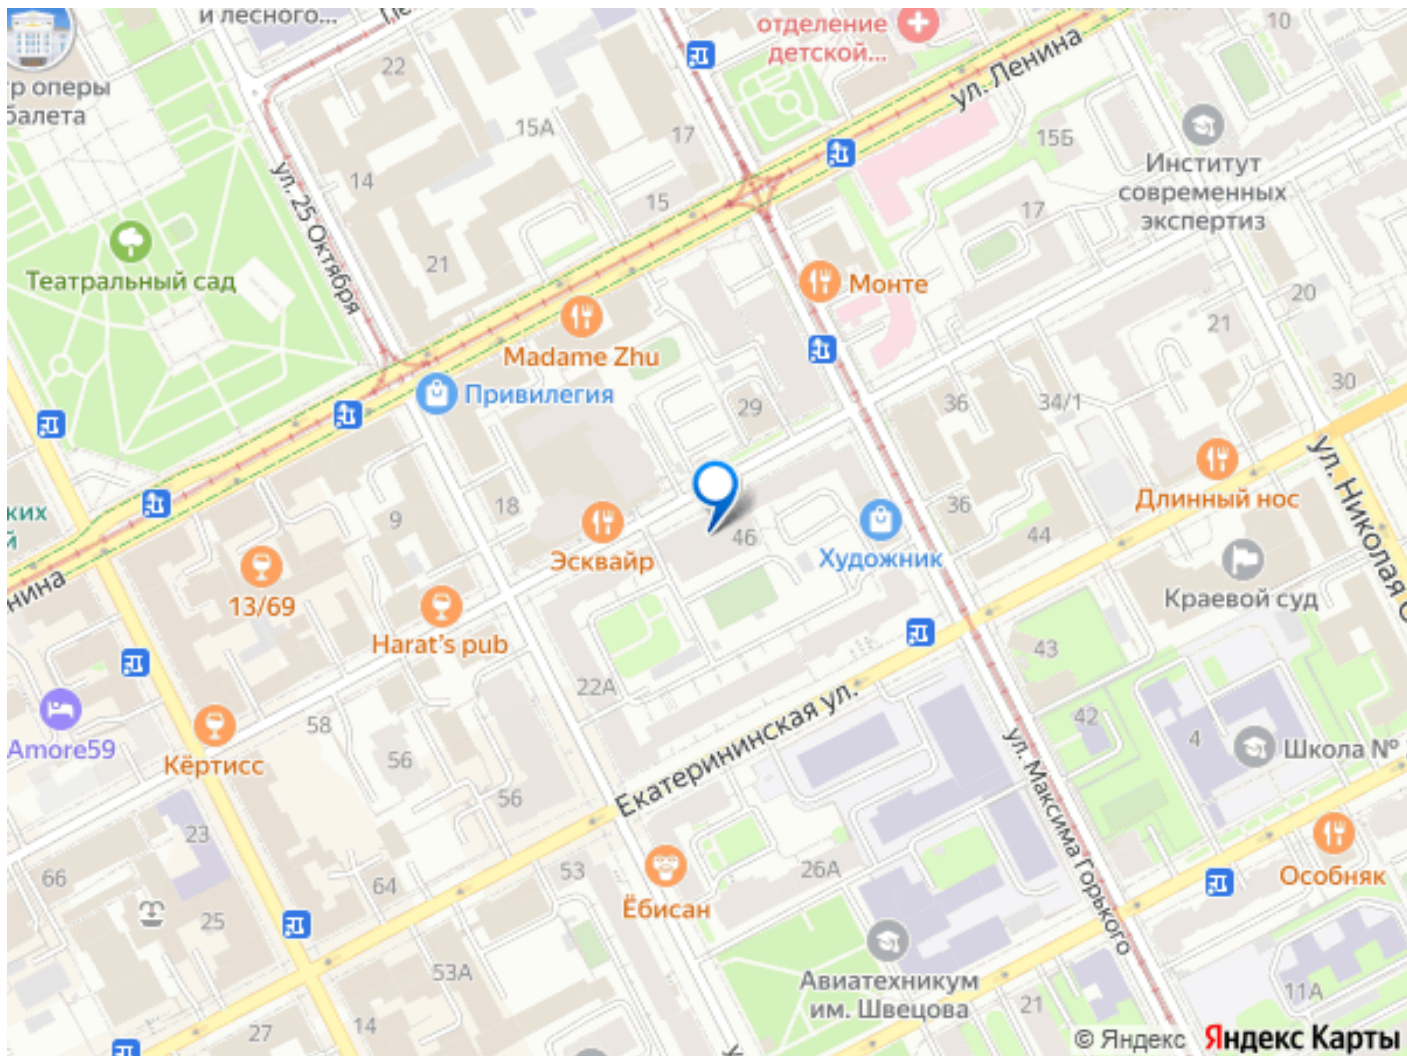 и лесного...
отделение
детской...
10
22
ул. Ленина
р оперы
балета
15А
17
15Б
Институт
современных
экспертиз
14
ул. 25 Октября
15
17
21
Театральный сад
Монте
20
21
Madame Zhu
Привилегия
29
36
34/1
30
ких
й
9
18
Эсквайр
46
Художник
36
44
Длинный нос
ул. Николая О
Краевой суд
нина
13/69
Harat's pub
43
22А
Екатерининская ул.
42
4
Школа №
Amore59
Кёртисс
58
56
56
ул. Максима Горького
23
66
64
25
53
26А
Ёбисан
Особняк
53А
Авиатехникум
им. Швецова
27
14
21
11А
© Яндекс Яндекс Карты